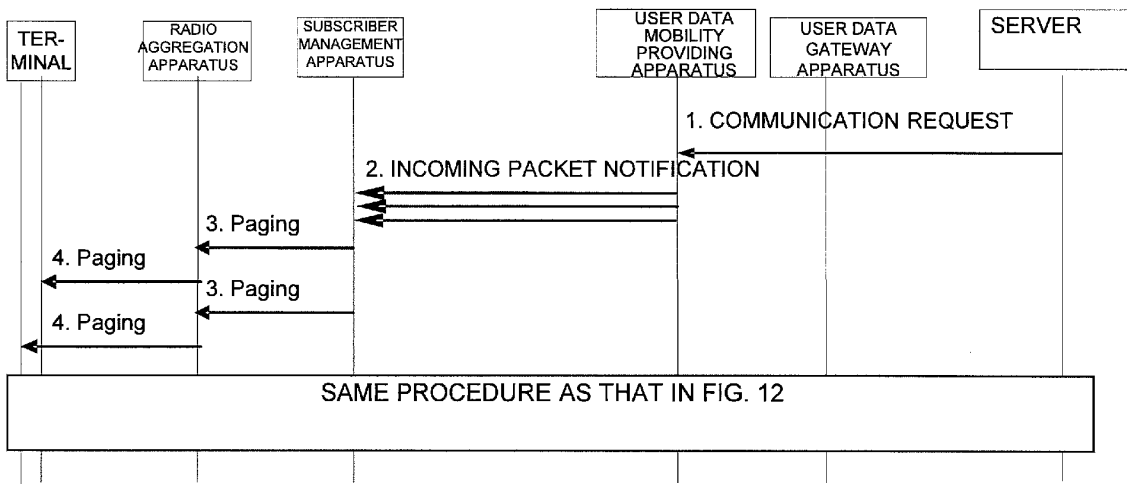 TER-
MINAL
RADIO
AGGREGATION
APPARATUS
SUBSCRIBER
MANAGEMENT
APPARATUS
USER DATA
MOBILITY
PROVIDING
APPARATUS
USER DATA
GATEWAY
APPARATUS
SERVER
1. COMMUNICATION REQUEST
2. INCOMING PACKET NOTIFICATION
3. Paging
4. Paging
3. Paging
4. Paging
SAME PROCEDURE AS THAT IN FIG. 12